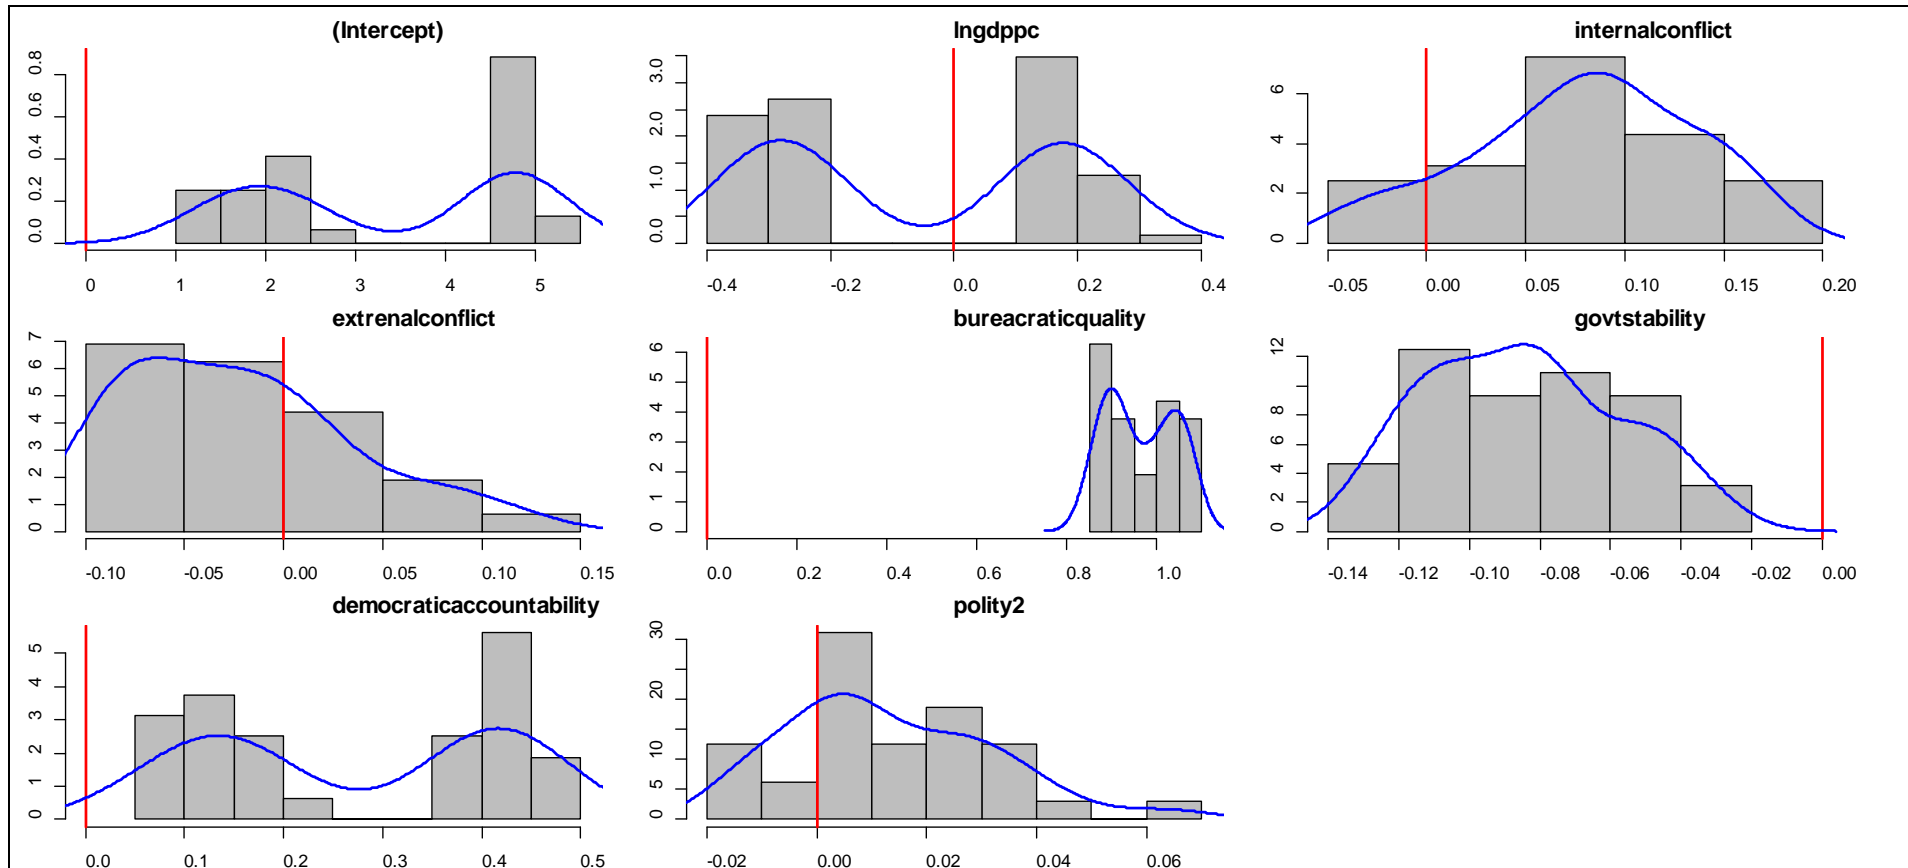 (Intercept)
0.0 0.2 0.4 0.6 0.8
0 1 2 3 4 5
lngdppc
0.0 1.0 2.0 3.0
-0.4 -0.2 0.0 0.2 0.4
internalconflict
0 2 4 6
-0.05 0.00 0.05 0.10 0.15 0.20
extrenalconflict
0 1 2 3 4 5 6 7
-0.10 -0.05 0.00 0.05 0.10 0.15
bureacraticquality
0 1 2 3 4 5 6
0.0 0.2 0.4 0.6 0.8 1.0
govtstability
0 2 4 6 8 12
-0.14 -0.12 -0.10 -0.08 -0.06 -0.04 -0.02 0.00
democraticaccountability
0 1 2 3 4 5
0.0 0.1 0.2 0.3 0.4 0.5
polity2
0 5 10 20 30
-0.02 0.00 0.02 0.04 0.06